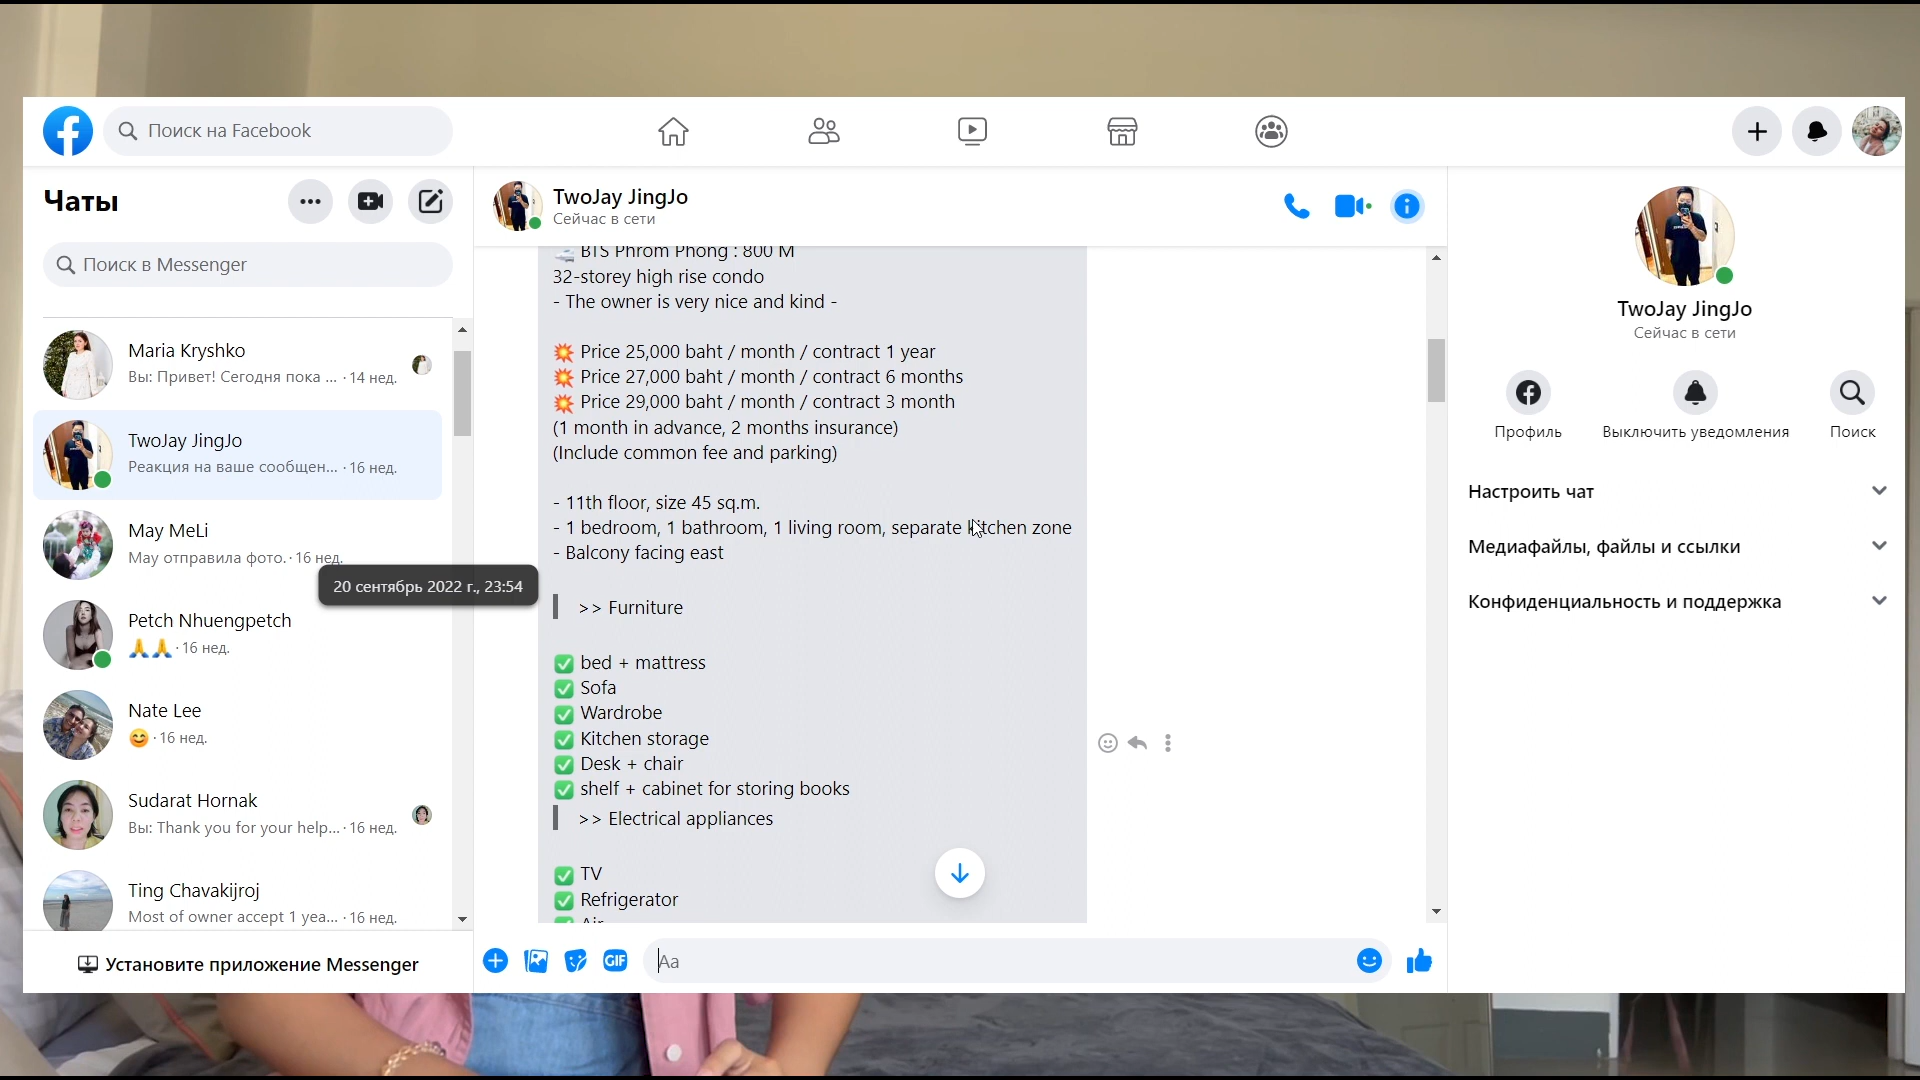 Поиск на Facebook
Чаты
Поиск в Messenger
Maria Kryshko
Вы: Привет! Сегодня пока ... · 14 нед.
TwoJay JingJo
Реакция на ваше сообщен... · 16 нед.
May MeLi
May отправила фото. · 16 нед.
20 сентябрь 2022 г., 23:54
Petch Nhuengpetch
🙏🙏 · 16 нед.
Nate Lee
😊 · 16 нед.
Sudarat Hornak
Вы: Thank you for your help... · 16 нед.
Ting Chavakijroj
Most of owner accept 1 yea... · 16 нед.
Установите приложение Messenger
TwoJay JingJo
Сейчас в сети
BTS Phrom Phong : 800 M
32-storey high rise condo
- The owner is very nice and kind -
💥 Price 25,000 baht / month / contract 1 year
💥 Price 27,000 baht / month / contract 6 months
💥 Price 29,000 baht / month / contract 3 month
(1 month in advance, 2 months insurance)
(Include common fee and parking)
- 11th floor, size 45 sq.m.
- 1 bedroom, 1 bathroom, 1 living room, separate kitchen zone
- Balcony facing east
>> Furniture
✅ bed + mattress
✅ Sofa
✅ Wardrobe
✅ Kitchen storage
✅ Desk + chair
✅ shelf + cabinet for storing books
>> Electrical appliances
✅ TV
✅ Refrigerator
GIF
Aa
TwoJay JingJo
Сейчас в сети
Профиль
Выключить уведомления
Поиск
Настроить чат
Медиафайлы, файлы и ссылки
Конфиденциальность и поддержка